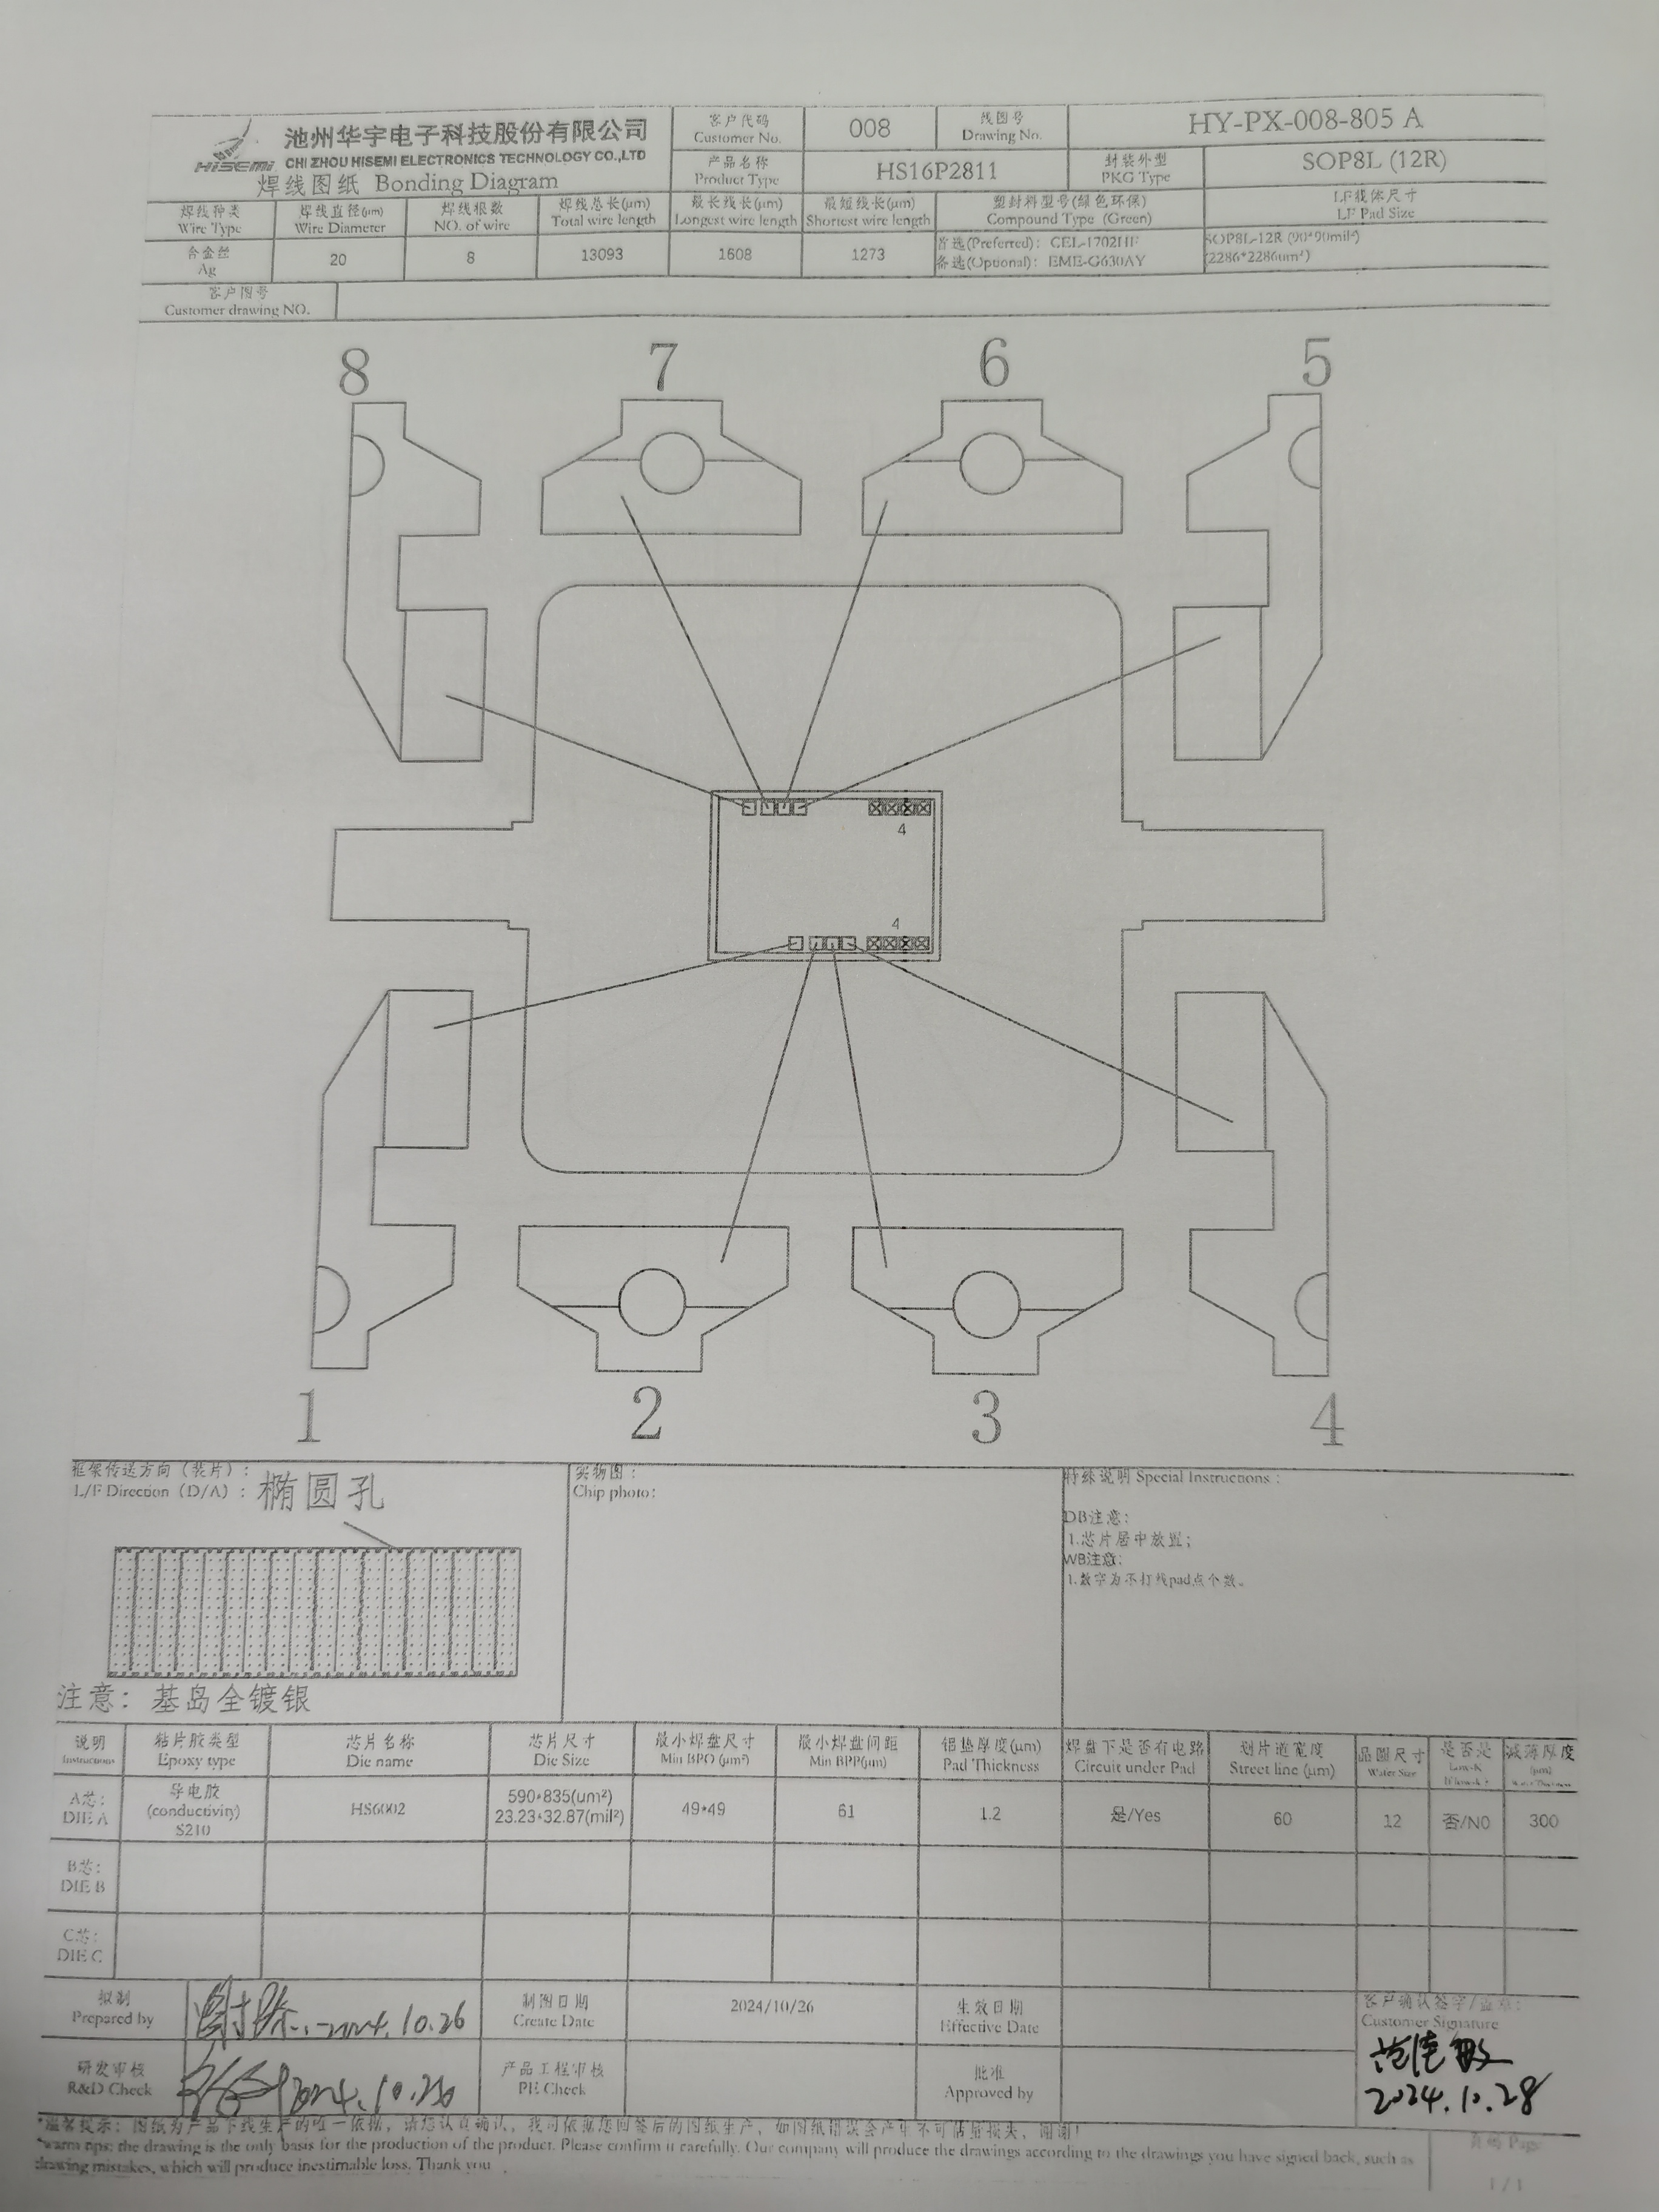 池州华宇电子科技股份有限公司
HISEMI CHI ZHOU HISEMI ELECTRONICS TECHNOLOGY CO.,LTD
焊线图纸 Bonding Diagram
客户代码
Customer No.
008
线图号
Drawing No.
HY-PX-008-805 A
产品名称
Product Type
HS16P2811
封装外型
PKG Type
SOP8L (12R)
焊线种类
Wire Type
焊线直径(μm)
Wire Diameter
焊线根数
NO. of wire
焊线总长(μm)
Total wire length
最长线长(μm)
Longest wire length
最短线长(μm)
Shortest wire length
塑封料型号(绿色环保)
Compound Type (Green)
LF载体尺寸
LF Pad Size
合金丝
Ag
20
8
13093
1608
1273
首选(Preferred): CEL-1702HF
备选(Optional): EME-G630AY
SOP8L-12R (90*90mil²)
(2286*2286um²)
客户图号
Customer drawing NO.
8 7 6 5
4
4
1 2 3 4
框架传送方向 (装片) :
L/F Direction (D/A) : 椭圆孔
注意: 基岛全镀银
实物图 :
Chip photo:
特殊说明 Special Instructions :
DB注意:
1.芯片居中放置;
WB注意:
1.数字为不打线pad点个数。
说明
Instructions
粘片胶类型
Epoxy type
芯片名称
Die name
芯片尺寸
Die Size
最小焊盘尺寸
Min BPO (μm²)
最小焊盘间距
Min BPP(μm)
铝垫厚度(μm)
Pad Thickness
焊盘下是否有电路
Circuit under Pad
划片道宽度
Street line (μm)
晶圆尺寸
Wafer Size
是否是
Low-K
减薄厚度
(μm)
A芯:
DIE A
导电胶
(conductivity)
S210
HS6002
590*835(um²)
23.23*32.87(mil²)
49*49
61
1.2
是/Yes
60
12
否/NO
300
B芯:
DIE B
C芯:
DIE C
拟制
Prepared by
2024.10.26
制图日期
Create Date
2024/10/26
生效日期
Effective Date
客户确认签字/盖章:
Customer Signature
2024.10.28
研发审核
R&D Check
2024.10.26
产品工程审核
PE Check
批准
Approved by
*温馨提示: 图纸为产品下线生产的唯一依据, 请您认真确认, 我司依据您回签后的图纸生产, 如图纸错误会产生不可估量损失, 谢谢!
*warm tips: the drawing is the only basis for the production of the product. Please confirm it carefully. Our company will produce the drawings according to the drawings you have signed back, such as
drawing mistakes, which will produce inestimable loss. Thank you
页码 Page
1 / 1